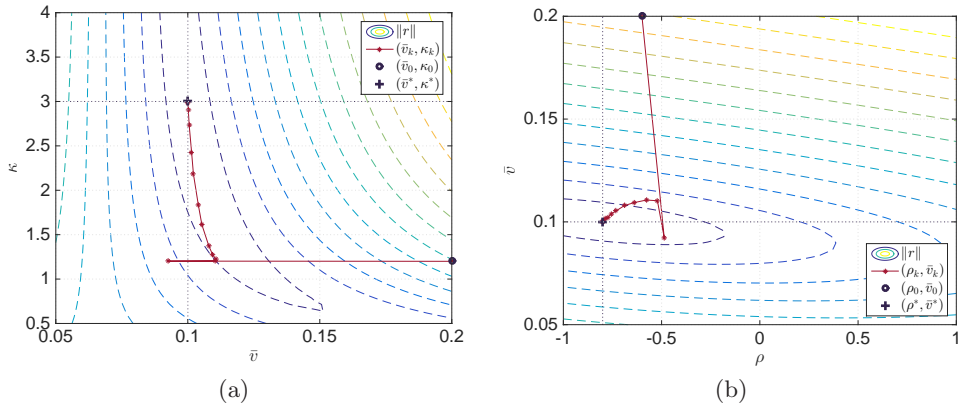 4
3.5
3
2.5
2
1.5
1
0.5
κ
0.05
0.1
0.15
0.2
v̄
‖r‖
(v̄ₖ, κₖ)
(v̄₀, κ₀)
(v̄*, κ*)
(a)
0.2
0.15
0.1
0.05
v̄
-1
-0.5
0
0.5
1
ρ
‖r‖
(ρₖ, v̄ₖ)
(ρ₀, v̄₀)
(ρ*, v̄*)
(b)